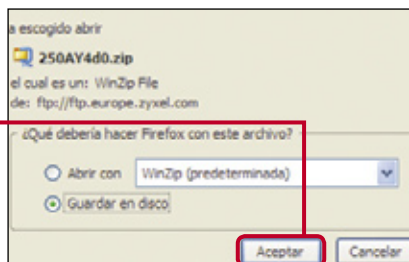 a escogido abrir
250AY4d0.zip
el cual es un: WinZip File
de: ftp://ftp.europe.zyxel.com
¿Qué debería hacer Firefox con este archivo?
Abrir con WinZip (predeterminada)
Guardar en disco
Aceptar Cancelar